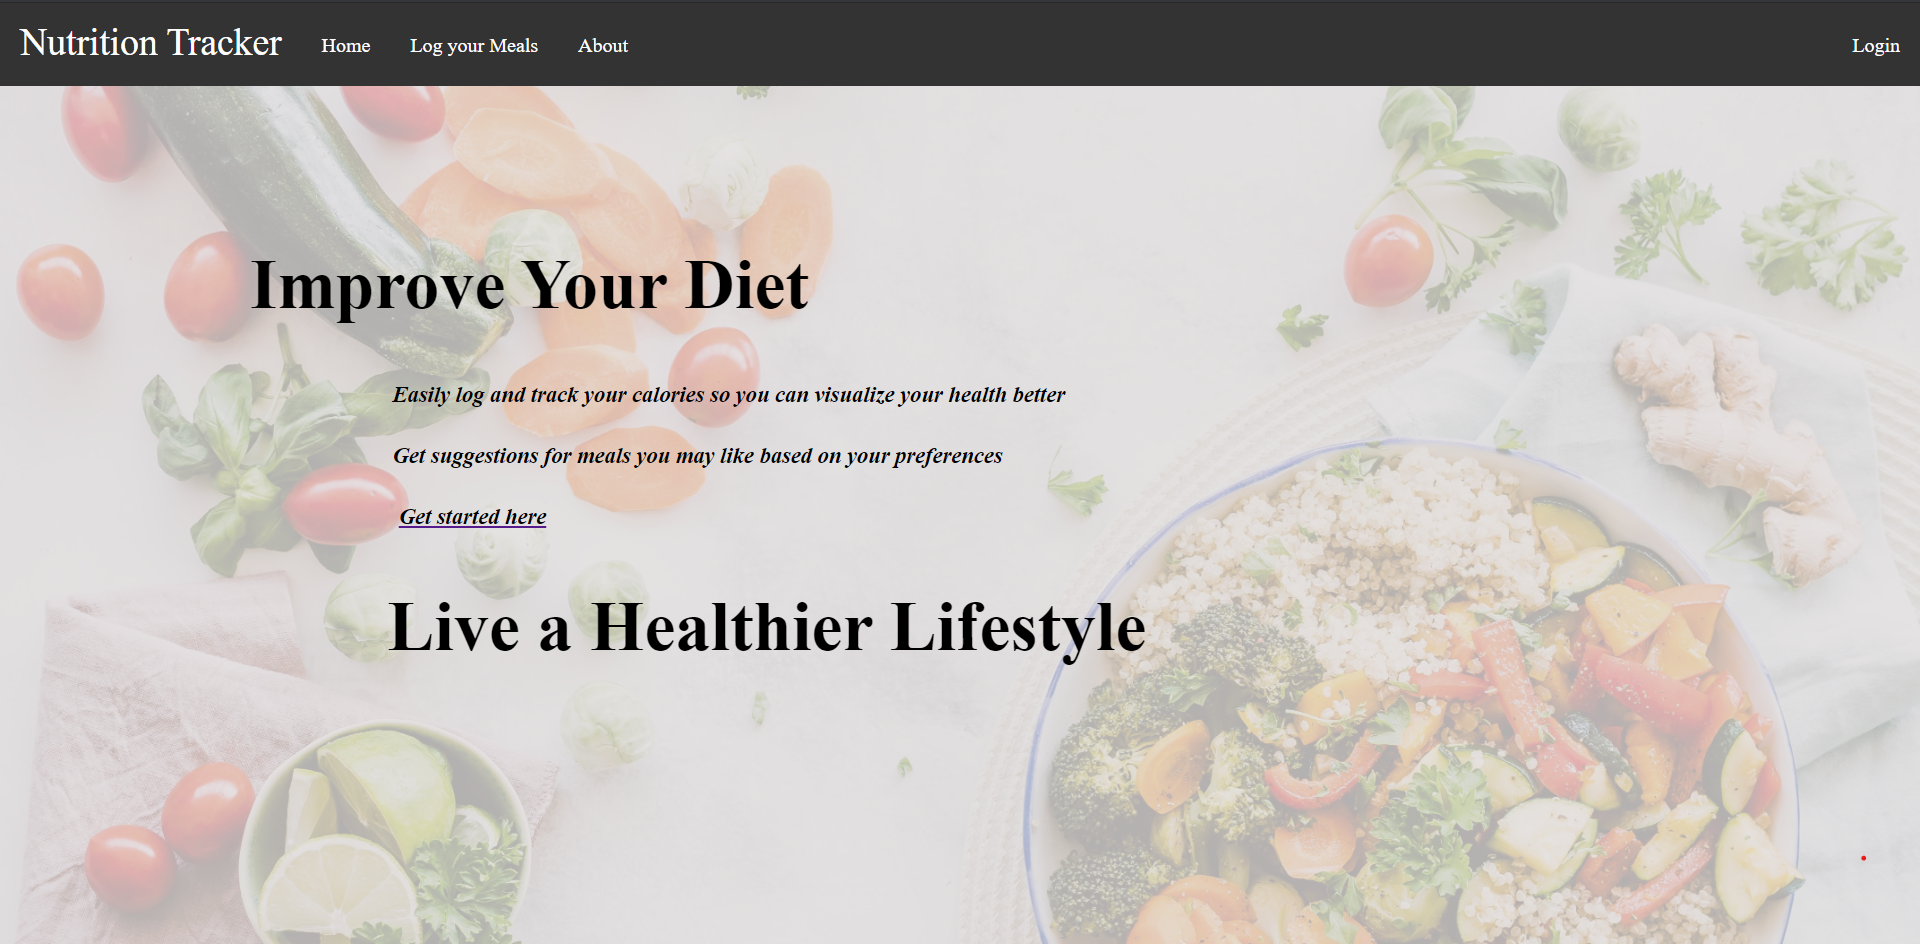 Nutrition Tracker Home Log your Meals About Login
Improve Your Diet
Easily log and track your calories so you can visualize your health better
Get suggestions for meals you may like based on your preferences
Get started here
Live a Healthier Lifestyle